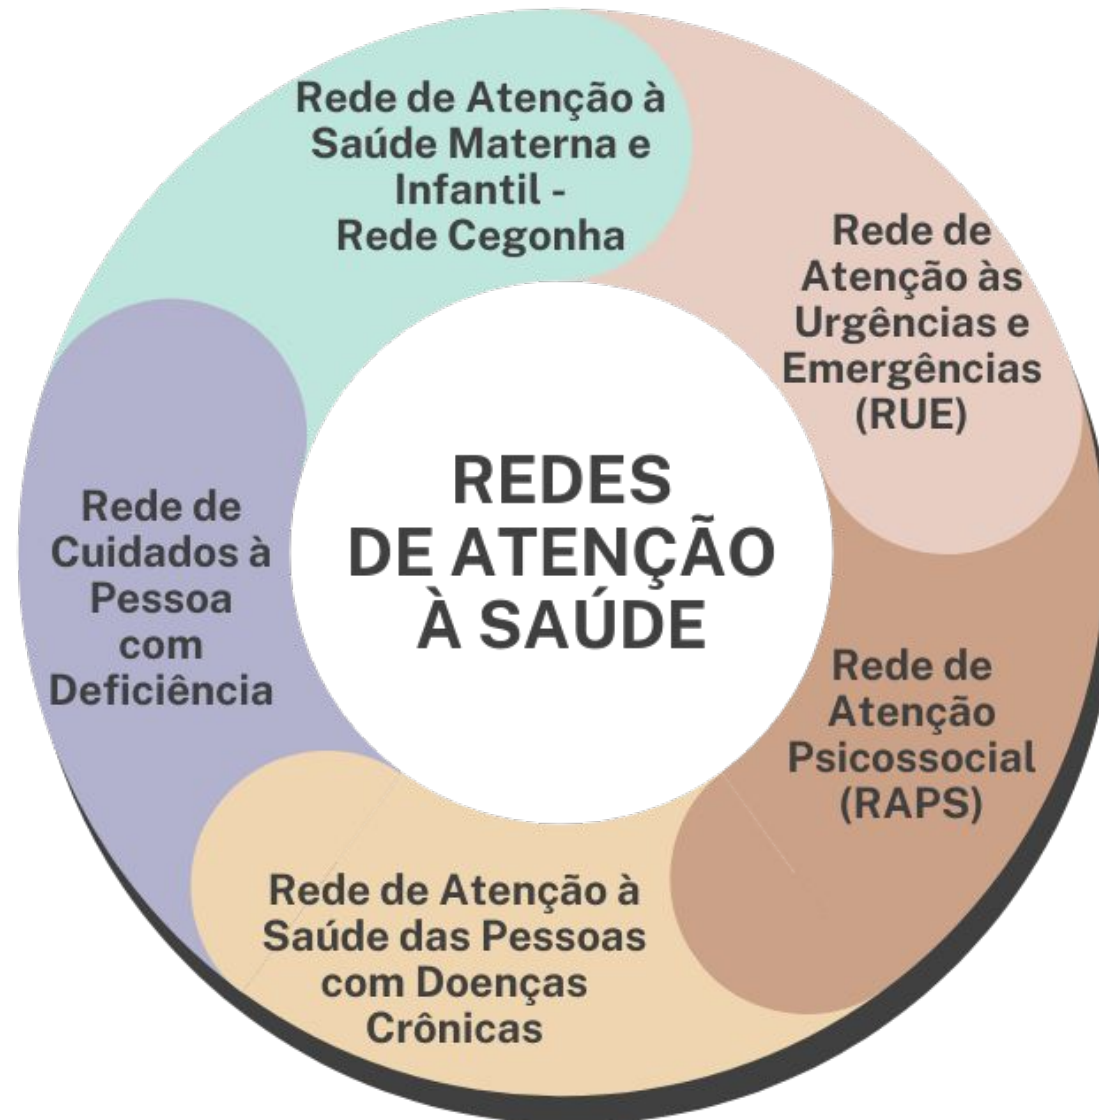 Rede de Atenção à
Saúde Materna e
Infantil -
Rede Cegonha
Rede de
Atenção às
Urgências e
Emergências
(RUE)
REDES
DE ATENÇÃO
À SAÚDE
Rede de
Cuidados à
Pessoa
com
Deficiência
Rede de
Atenção
Psicossocial
(RAPS)
Rede de Atenção à
Saúde das Pessoas
com Doenças
Crônicas